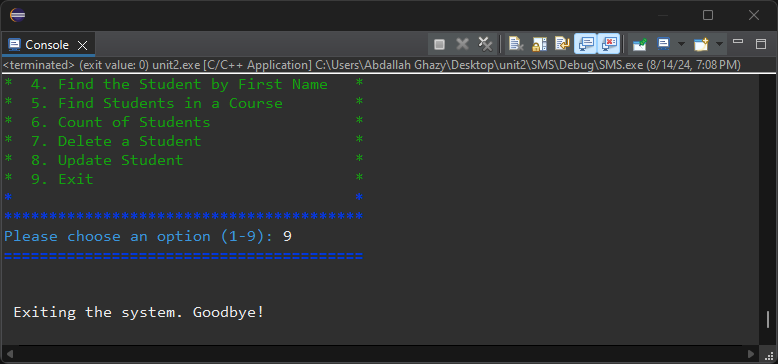 Console
<terminated> (exit value: 0) unit2.exe [C/C++ Application] C:\Users\Abdallah Ghazy\Desktop\unit2\SMS\Debug\SMS.exe (8/14/24, 7:08 PM)
*  4. Find the Student by First Name   *
*  5. Find Students in a Course        *
*  6. Count of Students                *
*  7. Delete a Student                 *
*  8. Update Student                   *
*  9. Exit                             *
*                                      *
****************************************
Please choose an option (1-9): 9
========================================
Exiting the system. Goodbye!